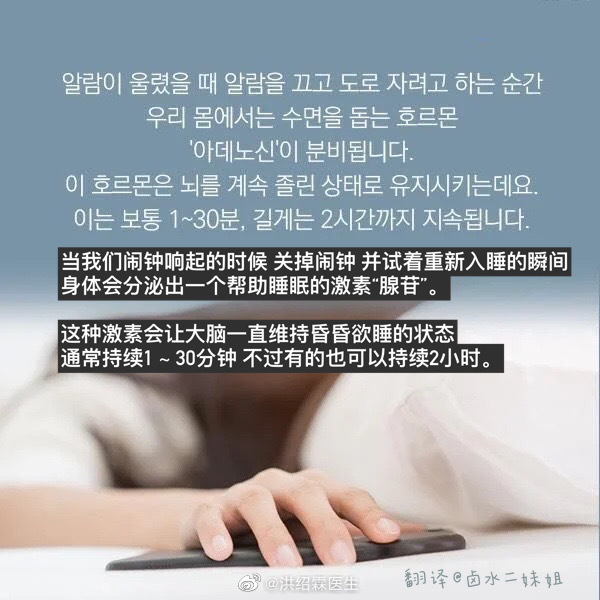 알람이 울렸을 때 알람을 끄고 도로 자려고 하는 순간
우리 몸에서는 수면을 돕는 호르몬
'아데노신'이 분비됩니다.
이 호르몬은 뇌를 계속 졸린 상태로 유지시키는데요.
이는 보통 1~30분, 길게는 2시간까지 지속됩니다.
当我们闹钟响起的时候 关掉闹钟 并试着重新入睡的瞬间
身体会分泌出一个帮助睡眠的激素“腺苷”。
这种激素会让大脑一直维持昏昏欲睡的状态
通常持续1 ~ 30分钟 不过有的也可以持续2小时。
@洪绍霖医生
翻译@卤水二妹姐